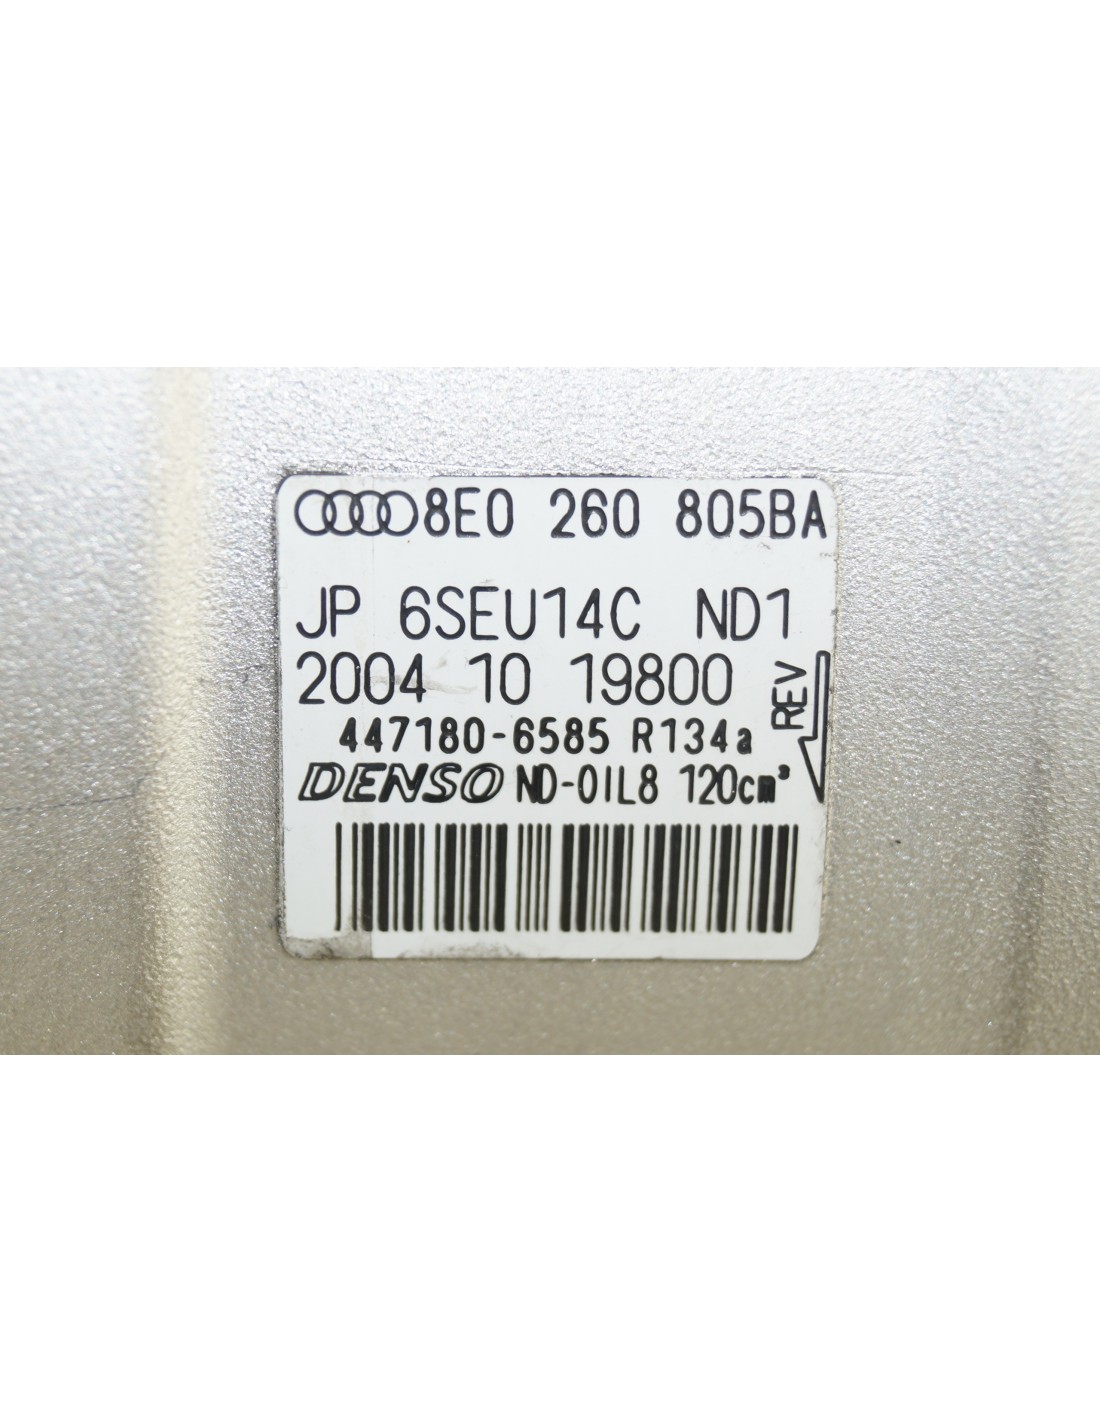 8E0 260 805BA
JP 6SEU14C ND1
2004 10 19800
REV
447180-6585 R134a
DENSO ND-OIL8 120cm³